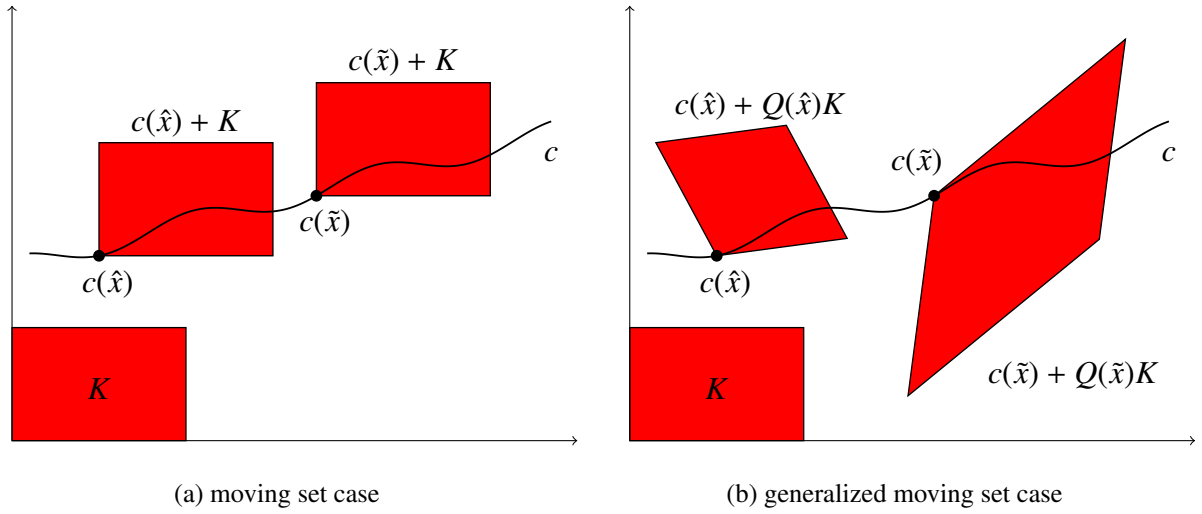 c(x̃) + K
c(x̂) + K
c
c(x̃)
c(x̂)
K
(a) moving set case
c(x̂) + Q(x̂)K
c(x̃)
c
c(x̂)
c(x̃) + Q(x̃)K
K
(b) generalized moving set case